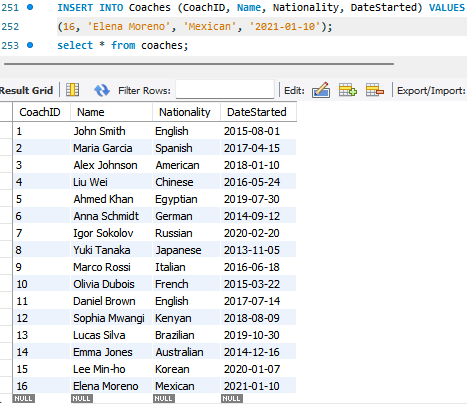 251 INSERT INTO Coaches (CoachID, Name, Nationality, DateStarted) VALUES
252 (16, 'Elena Moreno', 'Mexican', '2021-01-10');
253 select * from coaches;
Result Grid Filter Rows: Edit: Export/Import:
CoachID Name Nationality DateStarted
1 John Smith English 2015-08-01
2 Maria Garcia Spanish 2017-04-15
3 Alex Johnson American 2018-01-10
4 Liu Wei Chinese 2016-05-24
5 Ahmed Khan Egyptian 2019-07-30
6 Anna Schmidt German 2014-09-12
7 Igor Sokolov Russian 2020-02-20
8 Yuki Tanaka Japanese 2013-11-05
9 Marco Rossi Italian 2016-06-18
10 Olivia Dubois French 2015-03-22
11 Daniel Brown English 2017-07-14
12 Sophia Mwangi Kenyan 2018-08-09
13 Lucas Silva Brazilian 2019-10-30
14 Emma Jones Australian 2014-12-16
15 Lee Min-ho Korean 2020-01-07
16 Elena Moreno Mexican 2021-01-10
NULL NULL NULL NULL